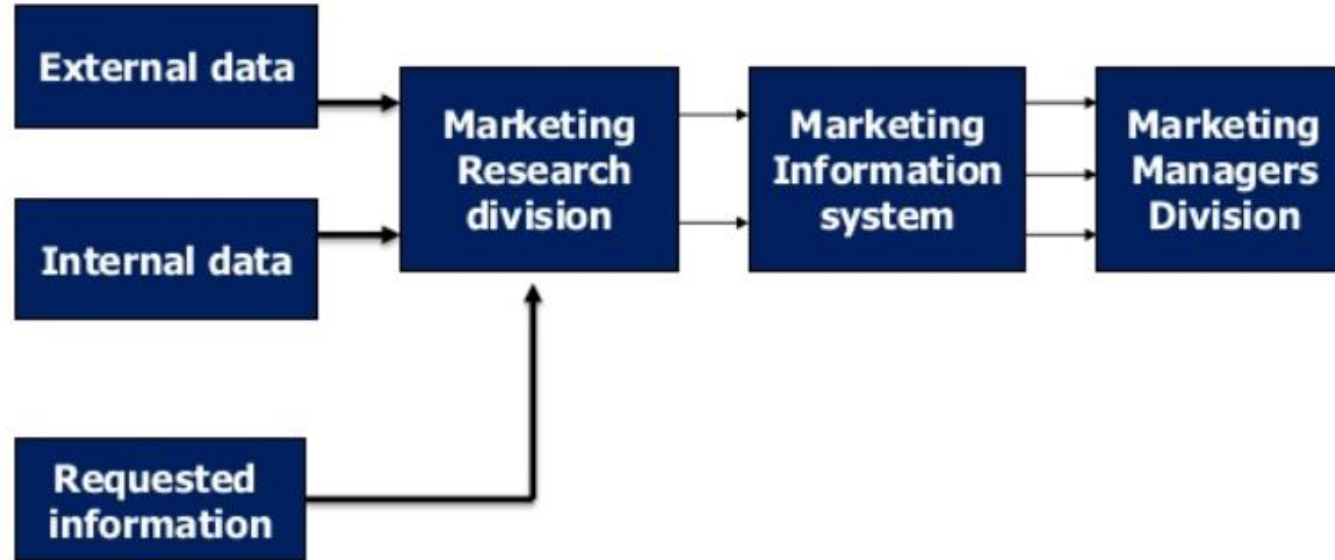 External data
Internal data
Requested
information
Marketing
Research
division
Marketing
Information
system
Marketing
Managers
Division